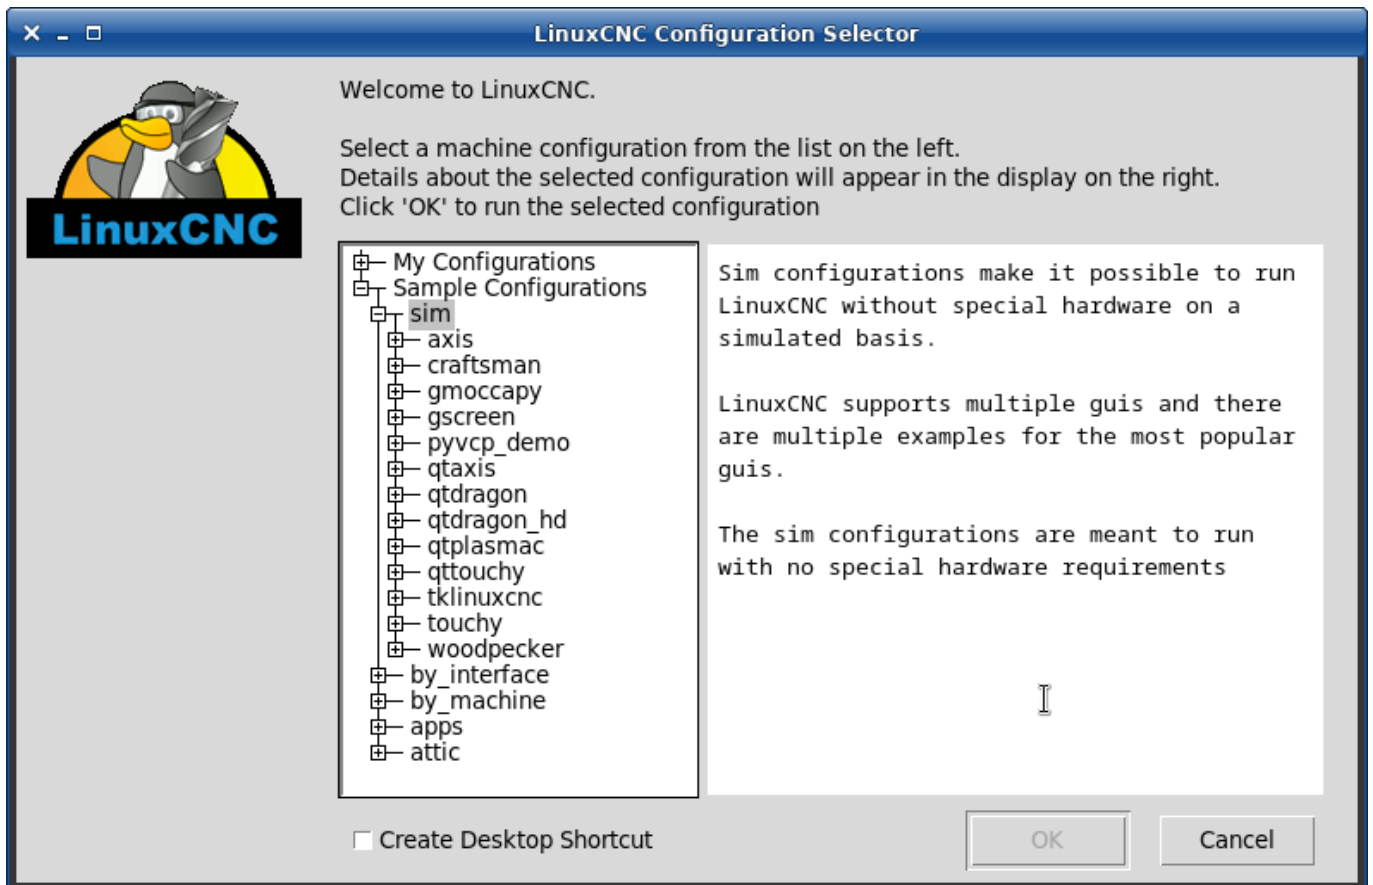 LinuxCNC Configuration Selector
LinuxCNC
Welcome to LinuxCNC.
Select a machine configuration from the list on the left.
Details about the selected configuration will appear in the display on the right.
Click 'OK' to run the selected configuration
My Configurations
Sample Configurations
sim
axis
craftsman
gmoccapy
gscreen
pyvcp_demo
qtaxis
qtdragon
qtdragon_hd
qtplasmac
qttouchy
tklinuxcnc
touchy
woodpecker
by_interface
by_machine
apps
attic
Sim configurations make it possible to run
LinuxCNC without special hardware on a
simulated basis.
LinuxCNC supports multiple guis and there
are multiple examples for the most popular
guis.
The sim configurations are meant to run
with no special hardware requirements
Create Desktop Shortcut
OK
Cancel